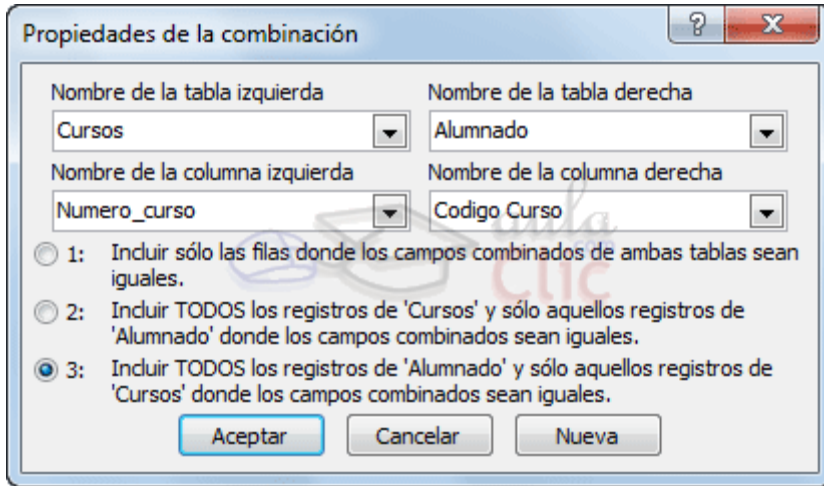 Propiedades de la combinación
Nombre de la tabla izquierda
Nombre de la tabla derecha
Cursos
Alumnado
Nombre de la columna izquierda
Nombre de la columna derecha
Numero_curso
Codigo Curso
aula
.com
Clic
1: Incluir sólo las filas donde los campos combinados de ambas tablas sean
iguales.
2: Incluir TODOS los registros de 'Cursos' y sólo aquellos registros de
'Alumnado' donde los campos combinados sean iguales.
3: Incluir TODOS los registros de 'Alumnado' y sólo aquellos registros de
'Cursos' donde los campos combinados sean iguales.
Aceptar
Cancelar
Nueva